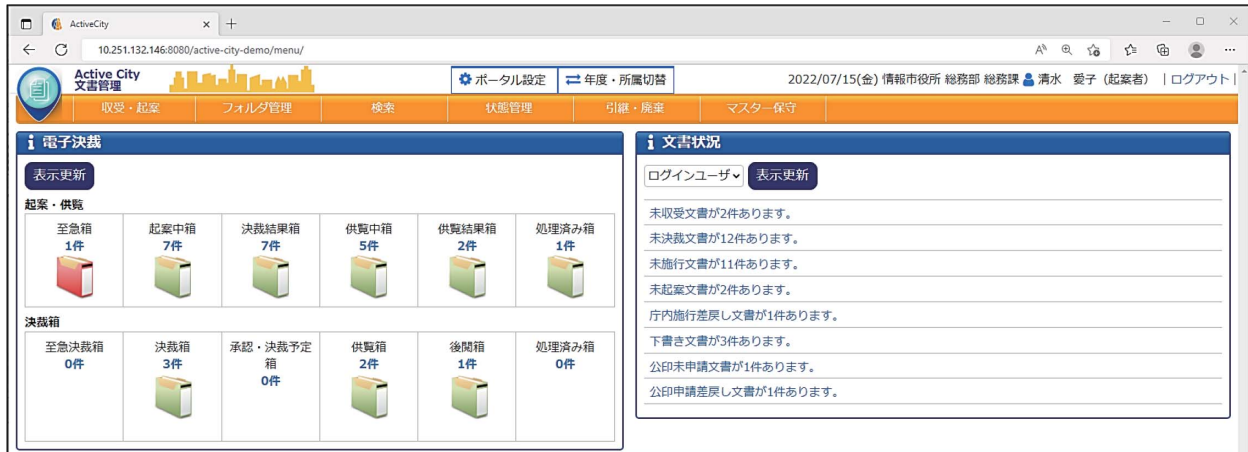 ActiveCity
10.251.132.146:8080/active-city-demo/menu/
Active City
文書管理
ポータル設定
年度・所属切替
2022/07/15(金) 情報市役所 総務部 総務課 清水 愛子（起案者） | ログアウト |
収受・起案 フォルダ管理 検索 状態管理 引継・廃棄 マスター保守
電子決裁
表示更新
起案・供覧
至急箱 起案中箱 決裁結果箱 供覧中箱 供覧結果箱 処理済み箱
1件 7件 7件 5件 2件 1件
決裁箱
至急決裁箱 決裁箱 承認・決裁予定箱 供覧箱 後閲箱 処理済み箱
0件 3件 0件 2件 1件 0件
文書状況
ログインユーザ 表示更新
未収受文書が2件あります。
未決裁文書が12件あります。
未施行文書が11件あります。
未起案文書が2件あります。
庁内施行差戻し文書が1件あります。
下書き文書が3件あります。
公印未申請文書が1件あります。
公印申請差戻し文書が1件あります。